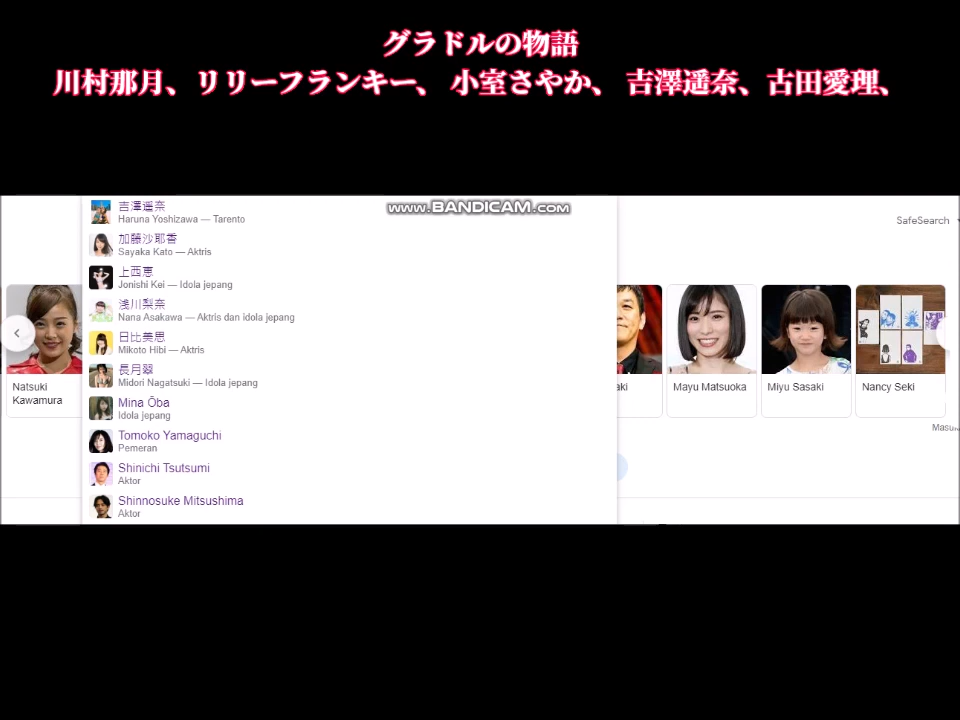 グラドルの物語
川村那月、リリーフランキー、 小室さやか、 吉澤遥奈、古田愛理、
www.BANDICAM.com
吉澤遥奈
Haruna Yoshizawa — Tarento
加藤沙耶香
Sayaka Kato — Aktris
上西恵
Jonishi Kei — Idola jepang
浅川梨奈
Nana Asakawa — Aktris dan idola jepang
日比美思
Mikoto Hibi — Aktris
長月翠
Midori Nagatsuki — Idola jepang
Mina Ōba
Idola jepang
Tomoko Yamaguchi
Pemeran
Shinichi Tsutsumi
Aktor
Shinnosuke Mitsushima
Aktor
SafeSearch
Natsuki
Kawamura
aki
Mayu Matsuoka
Miyu Sasaki
Nancy Seki